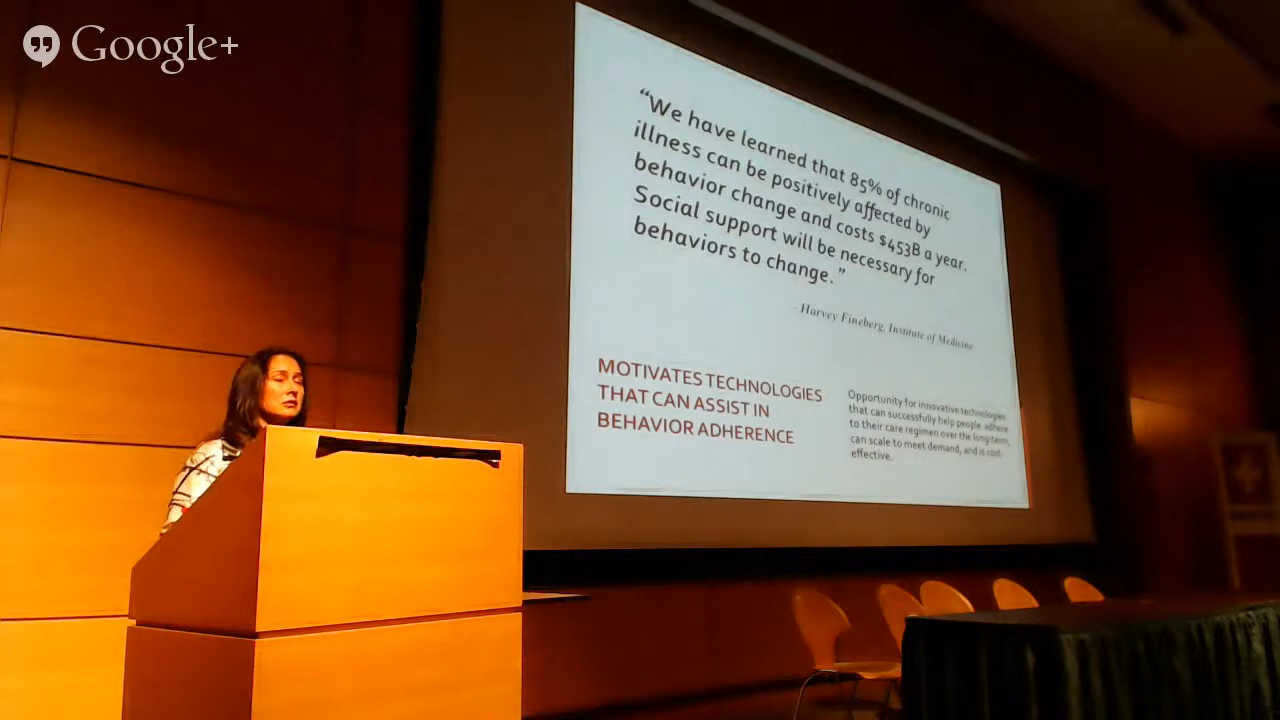 Google+
“We have learned that 85% of chronic
illness can be positively affected by
behavior change and costs $453B a year.
Social support will be necessary for
behaviors to change.”
- Harvey Fineberg, Institute of Medicine
MOTIVATES TECHNOLOGIES
THAT CAN ASSIST IN
BEHAVIOR ADHERENCE
Opportunity for innovative technologies
that can successfully help people adhere
to their care regimen over the long-term,
can scale to meet demand, and is cost-
effective.